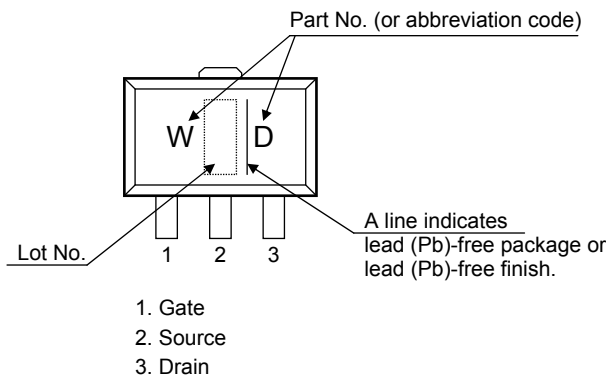 Part No. (or abbreviation code)
W D
Lot No.
A line indicates
lead (Pb)-free package or
lead (Pb)-free finish.
1 2 3
1. Gate
2. Source
3. Drain